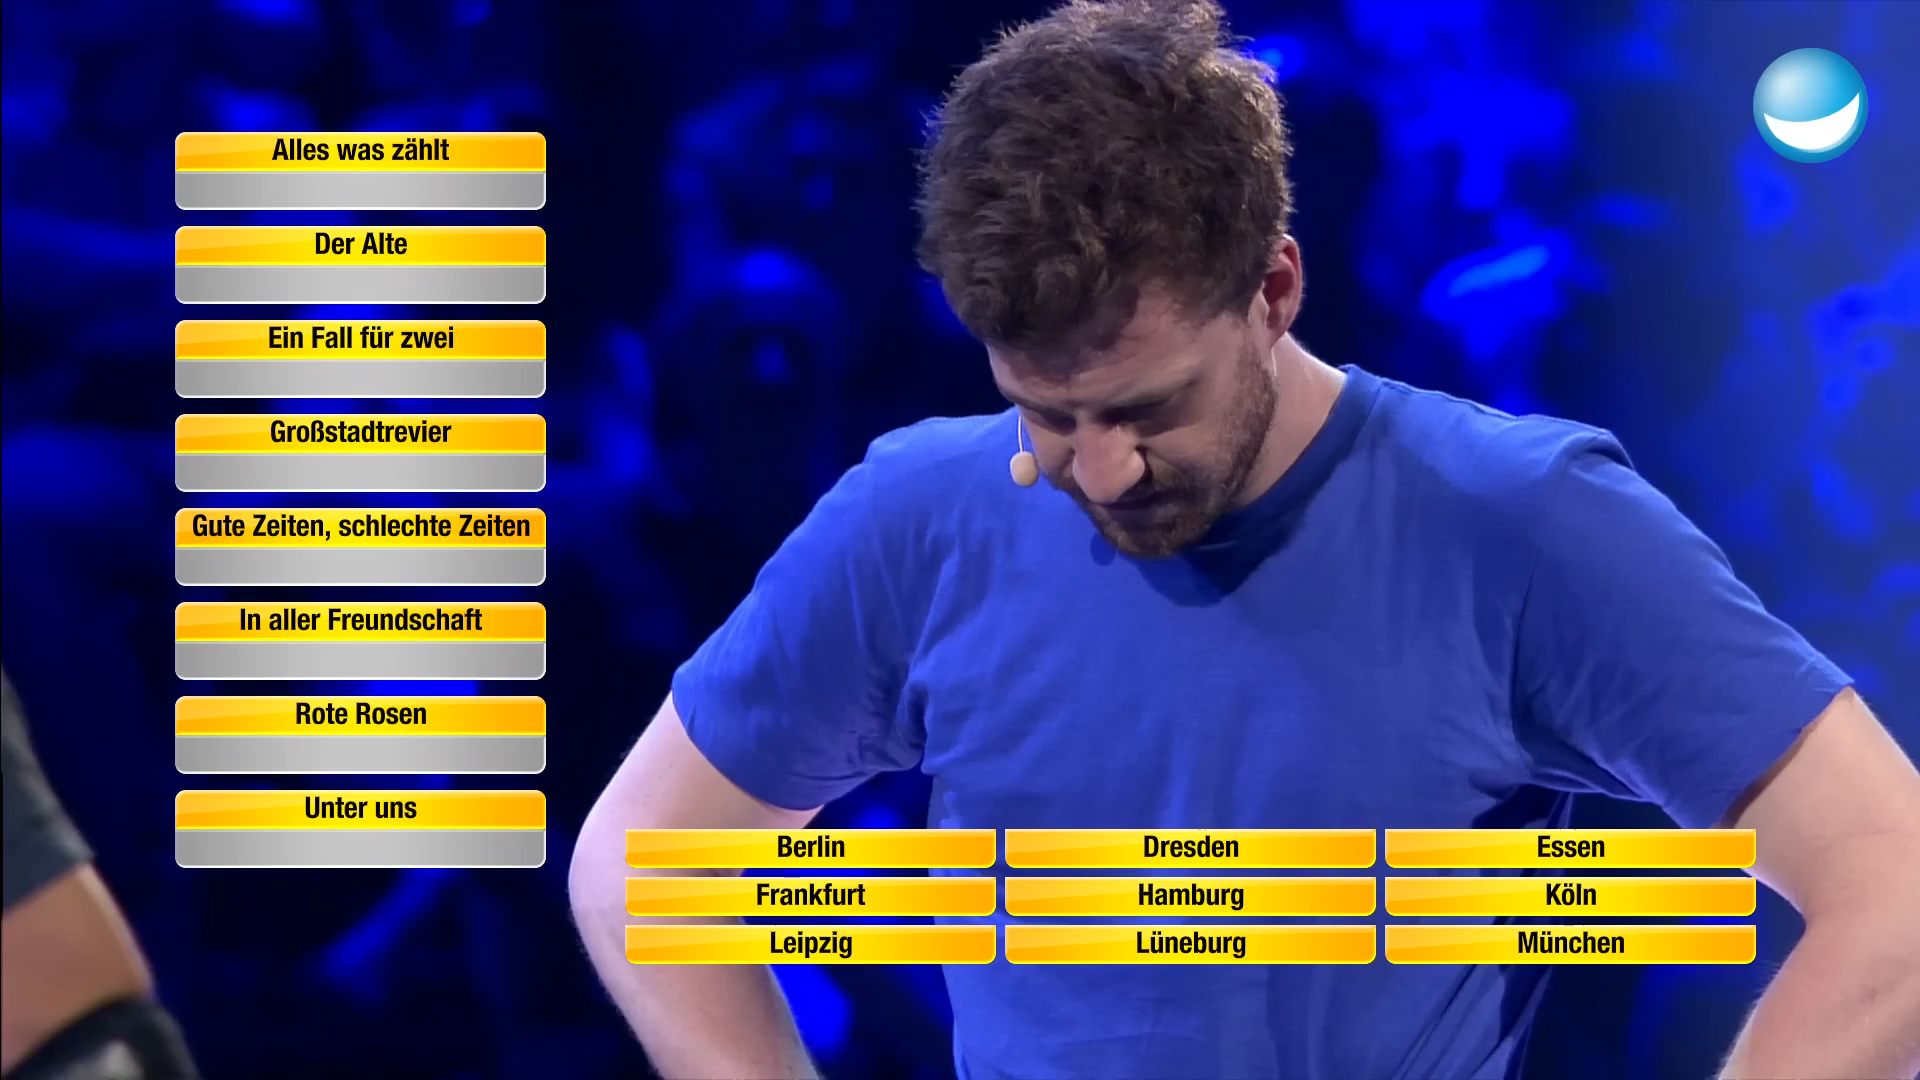 Alles was zählt
Der Alte
Ein Fall für zwei
Großstadtrevier
Gute Zeiten, schlechte Zeiten
In aller Freundschaft
Rote Rosen
Unter uns
Berlin
Dresden
Essen
Frankfurt
Hamburg
Köln
Leipzig
Lüneburg
München